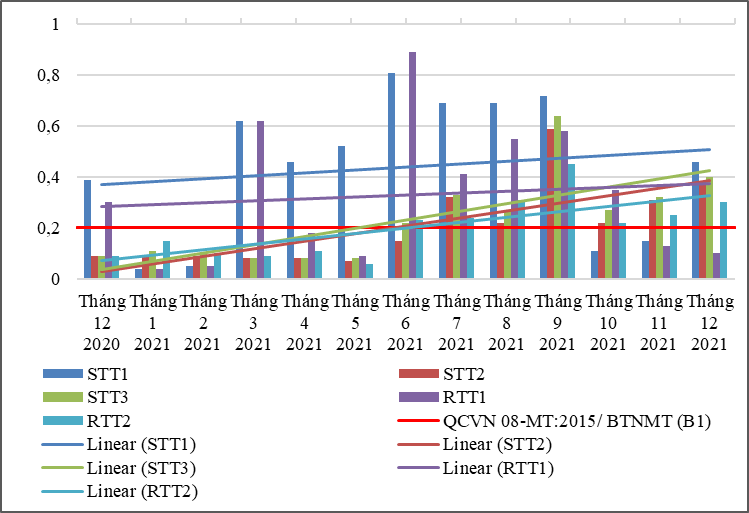 1
0,8
0,6
0,4
0,2
0
Tháng Tháng Tháng Tháng Tháng Tháng Tháng Tháng Tháng Tháng Tháng Tháng Tháng
12 1 2 3 4 5 6 7 8 9 10 11 12
2020 2021 2021 2021 2021 2021 2021 2021 2021 2021 2021 2021 2021
STT1 STT2
STT3 RTT1
RTT2 QCVN 08-MT:2015/ BTNMT (B1)
Linear (STT1) Linear (STT2)
Linear (STT3) Linear (RTT1)
Linear (RTT2)